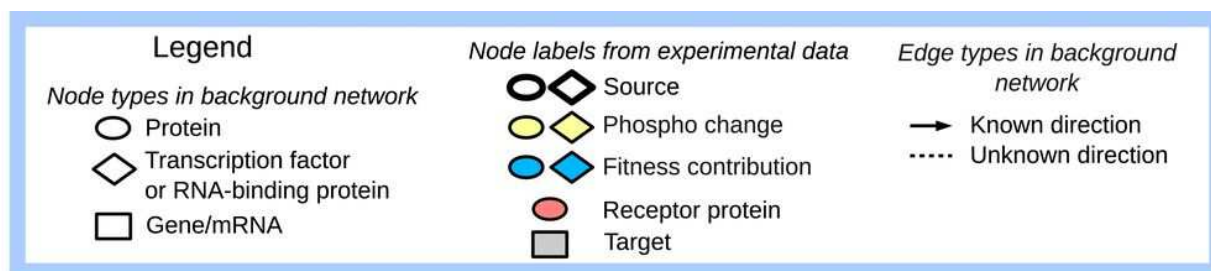 Legend
Node types in background network
Protein
Transcription factor
or RNA-binding protein
Gene/mRNA
Node labels from experimental data
Source
Phospho change
Fitness contribution
Receptor protein
Target
Edge types in background
network
Known direction
Unknown direction